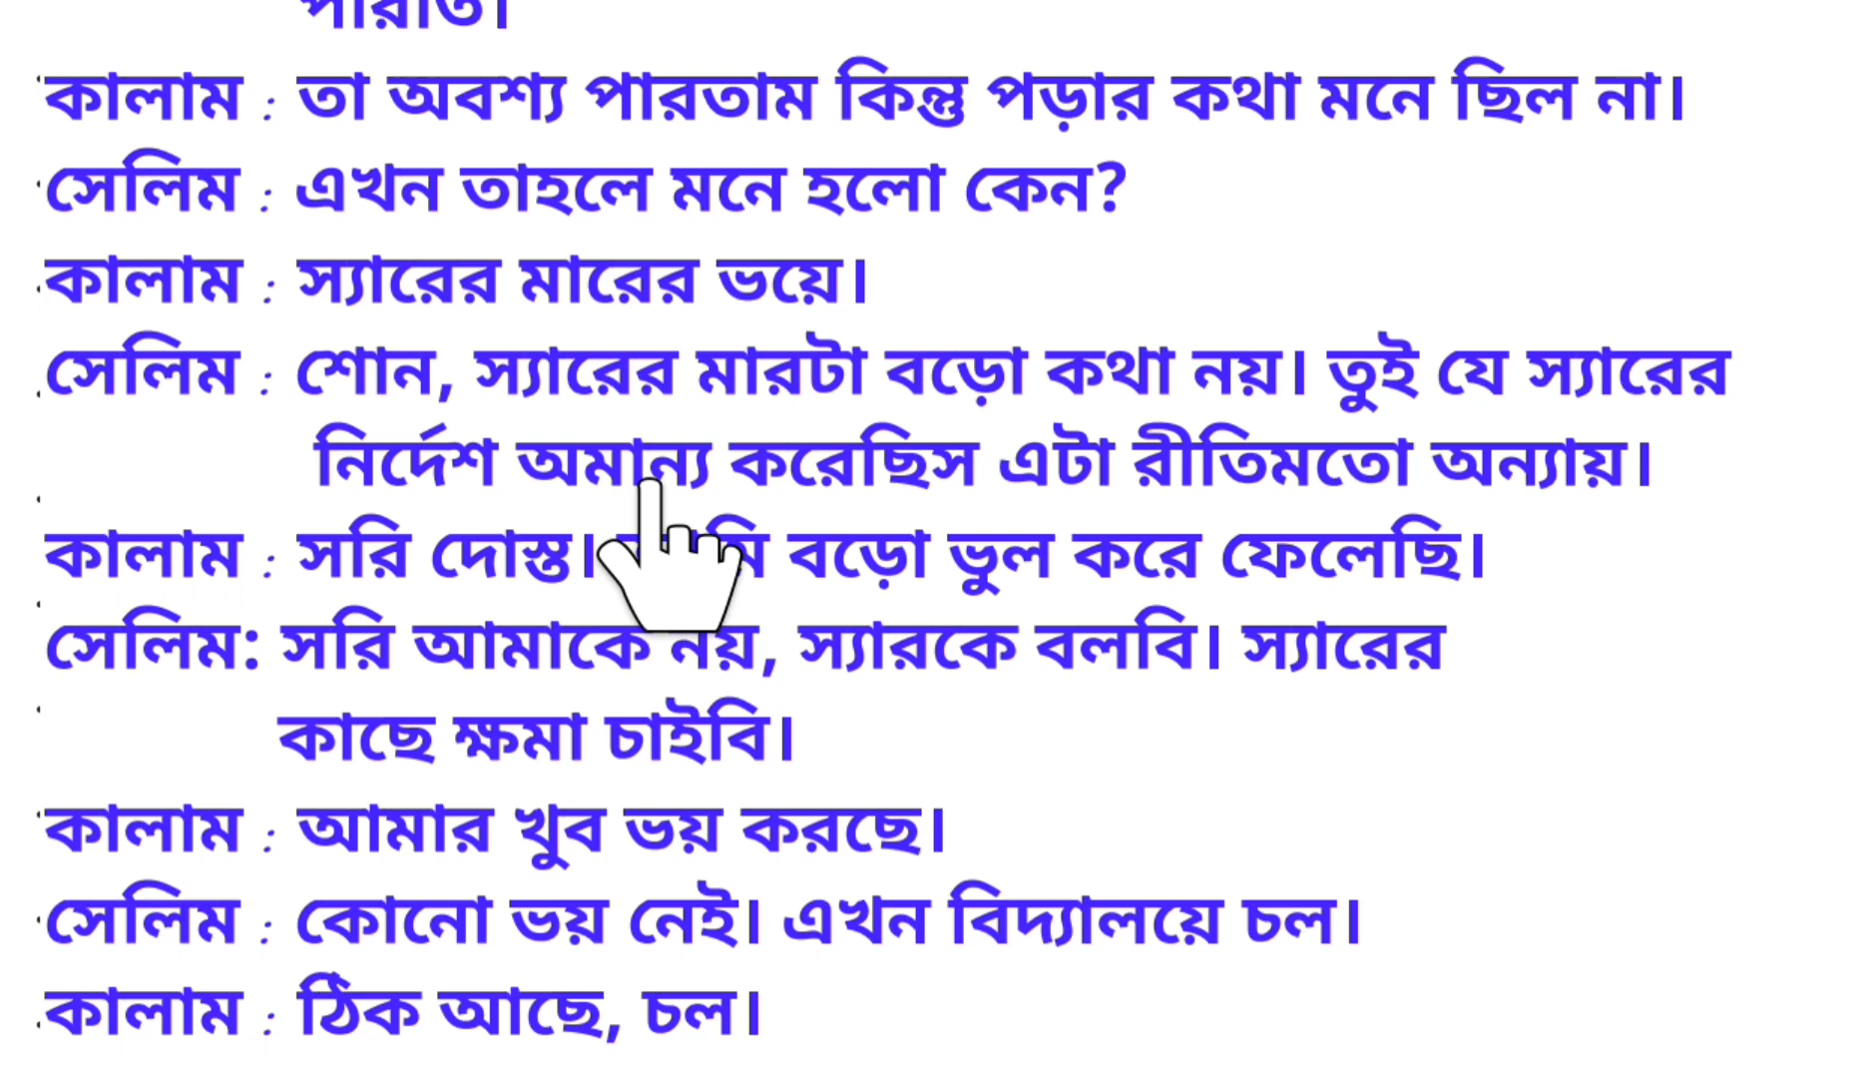 কালাম : তা অবশ্য পারতাম কিন্তু পড়ার কথা মনে ছিল না।
সেলিম : এখন তাহলে মনে হলো কেন?
কালাম : স্যারের মারের ভয়ে।
সেলিম : শোন, স্যারের মারটা বড়ো কথা নয়। তুই যে স্যারের
নির্দেশ অমান্য করেছিস এটা রীতিমতো অন্যায়।
কালাম : সরি দোস্ত। বড়ো ভুল করে ফেলেছি।
সেলিম: সরি আমাকে নয়, স্যারকে বলবি। স্যারের
কাছে ক্ষমা চাইবি।
কালাম : আমার খুব ভয় করছে।
সেলিম : কোনো ভয় নেই। এখন বিদ্যালয়ে চল।
কালাম : ঠিক আছে, চল।